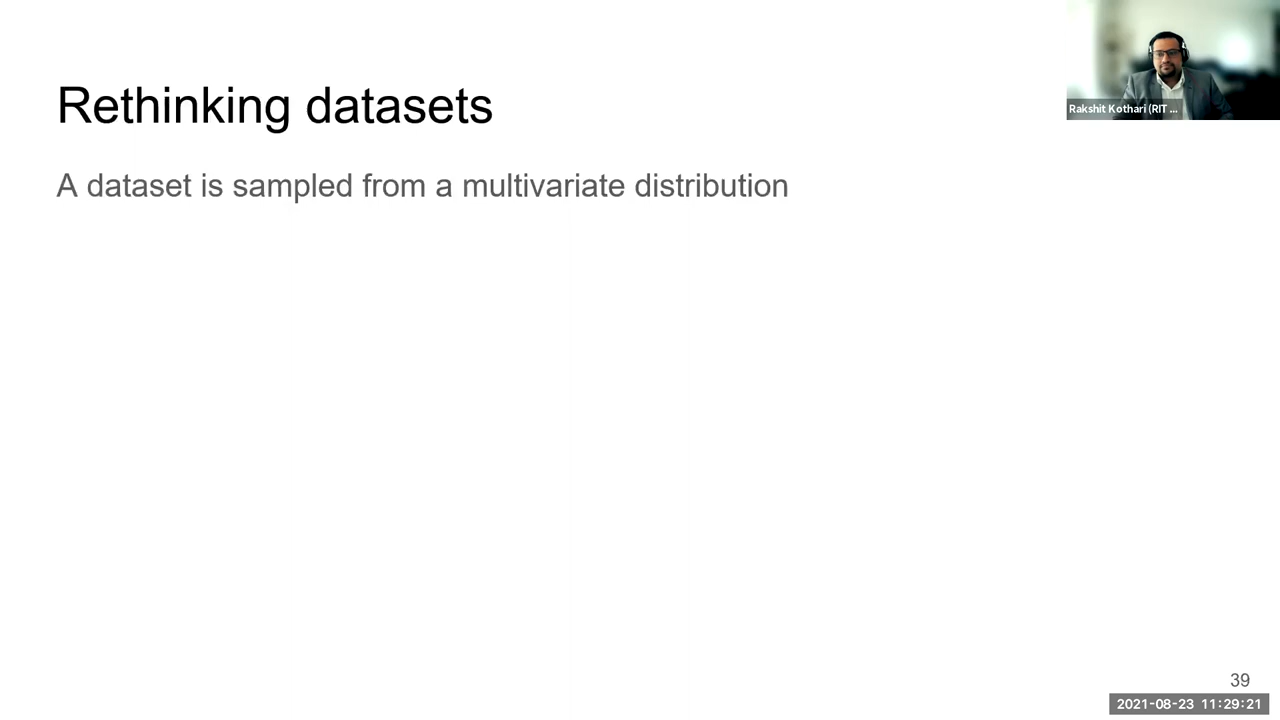 Rethinking datasets
A dataset is sampled from a multivariate distribution
Rakshit Kothari (RIT ...
39
2021-08-23 11:29:21